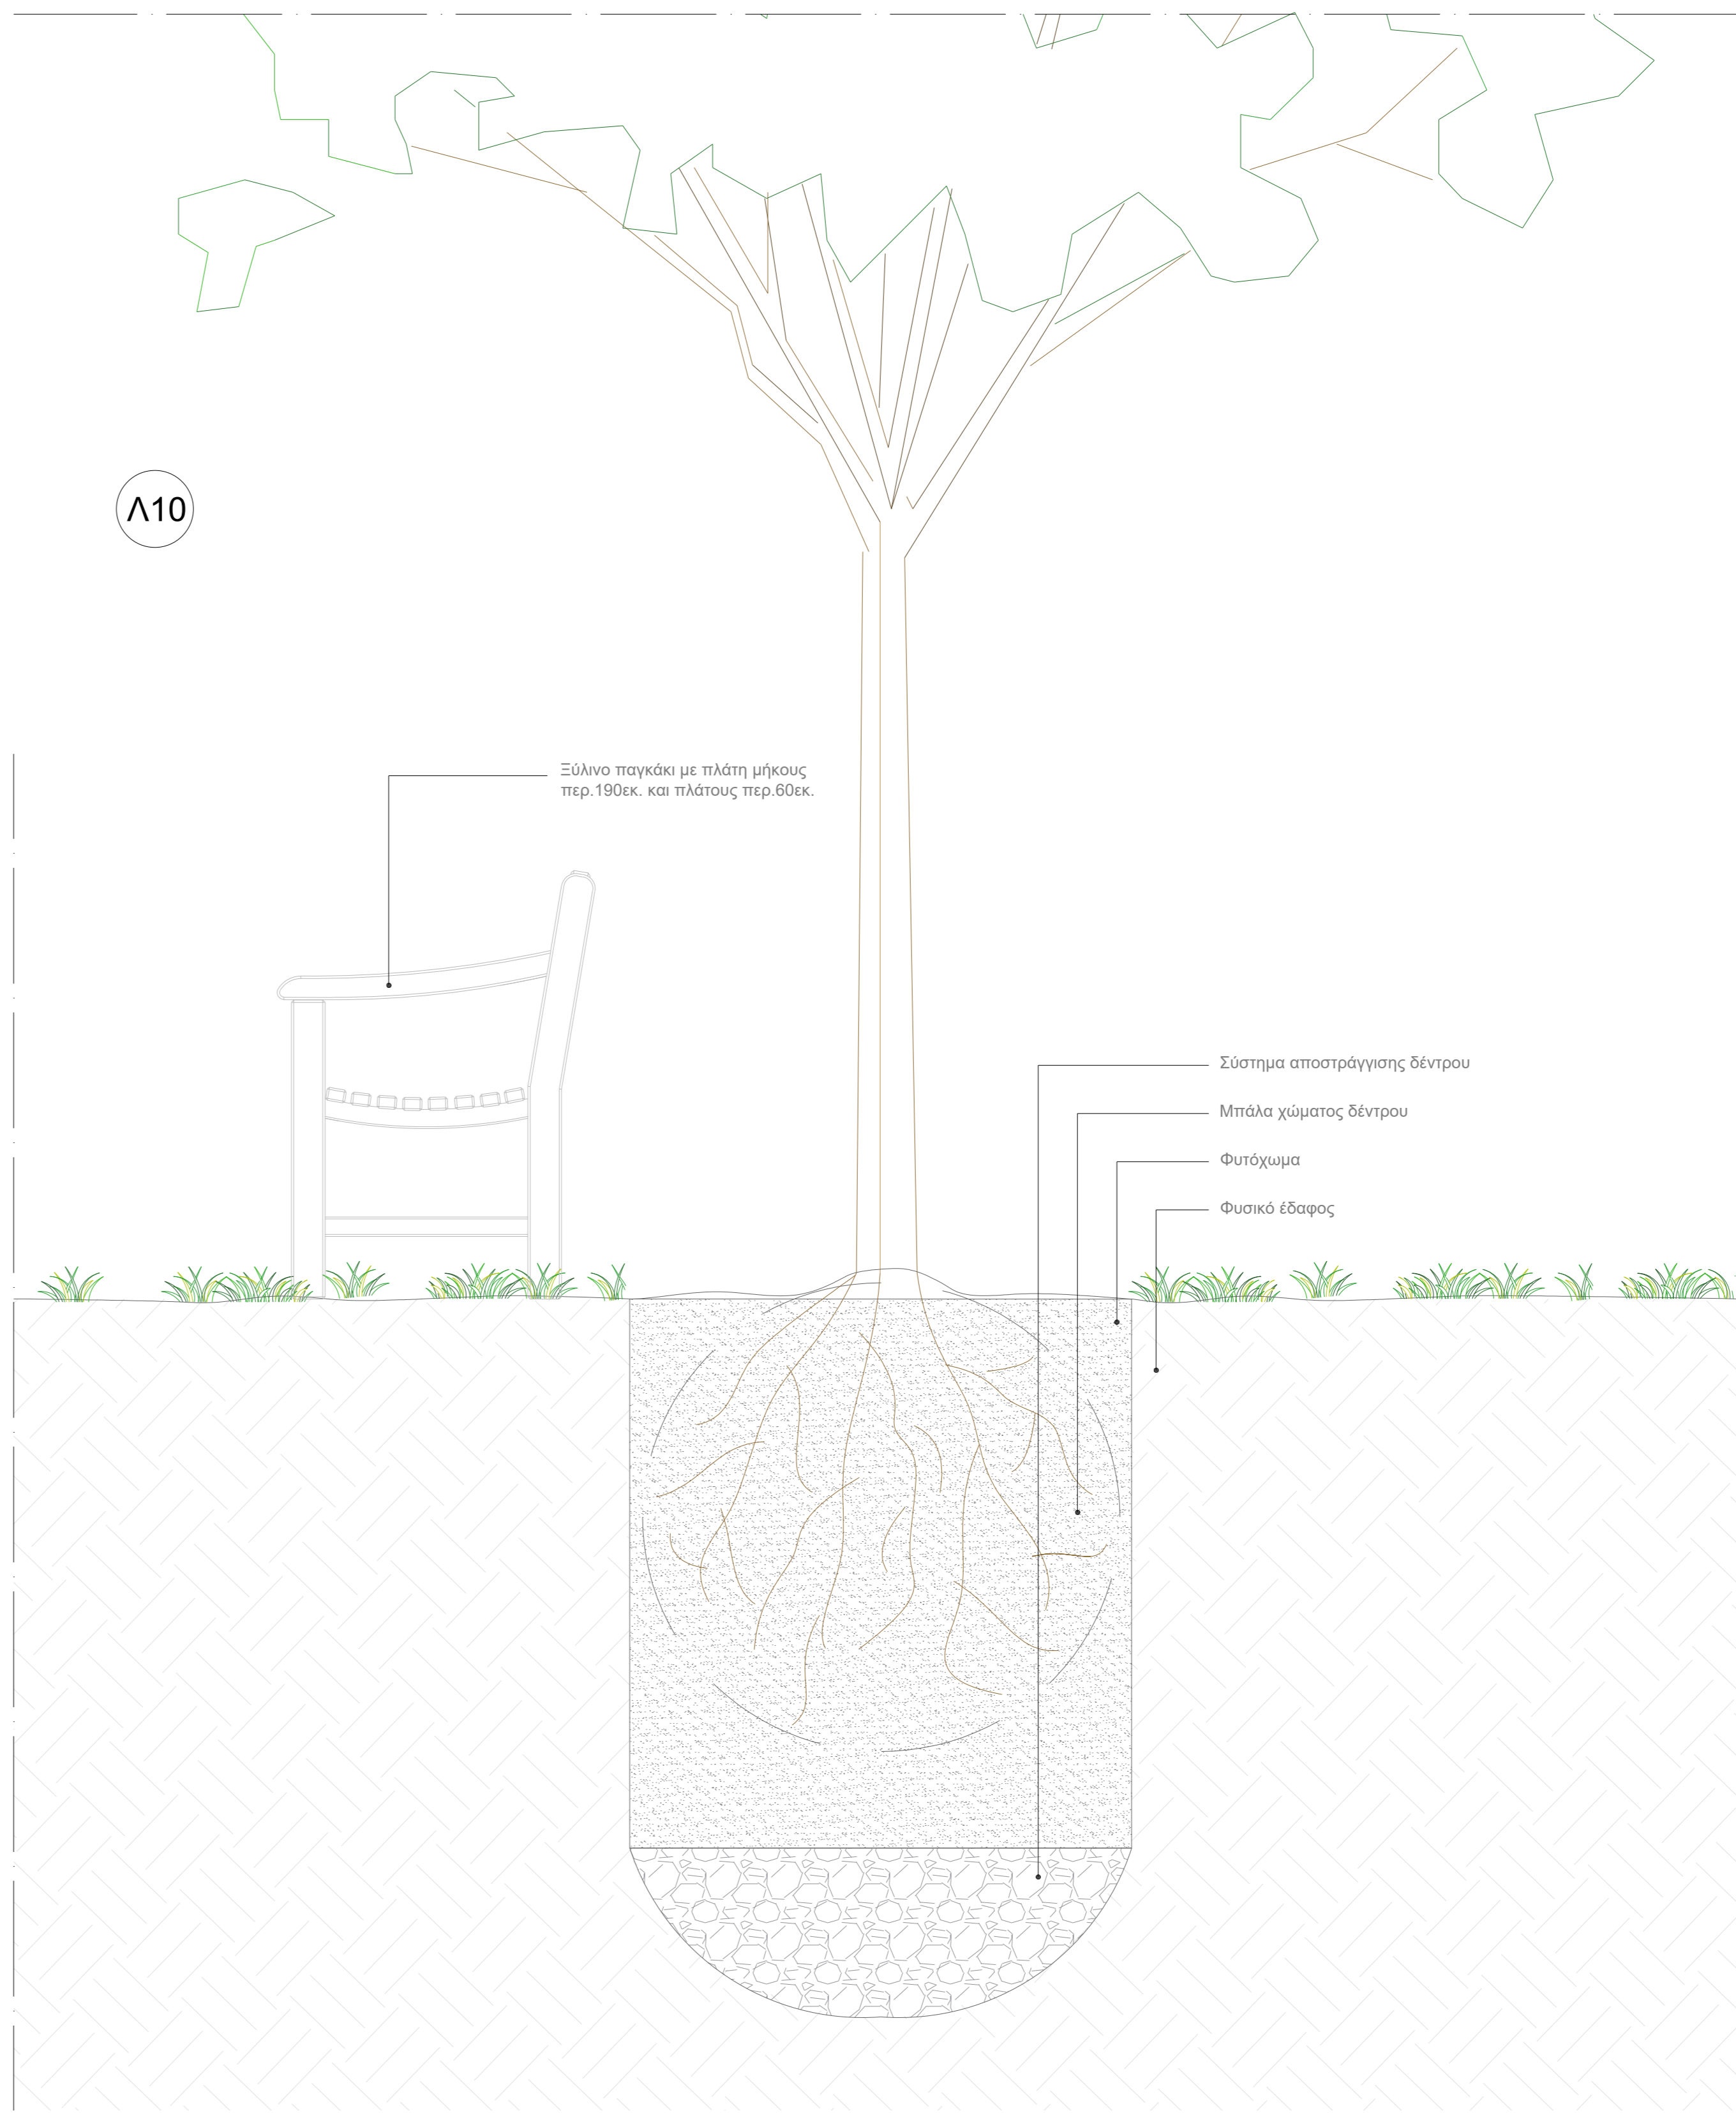 Λ10
Ξύλινο παγκάκι με πλάτη μήκους
περ.190εκ. και πλάτους περ.60εκ.
Σύστημα αποστράγγισης δέντρου
Μπάλα χώματος δέντρου
Φυτόχωμα
Φυσικό έδαφος